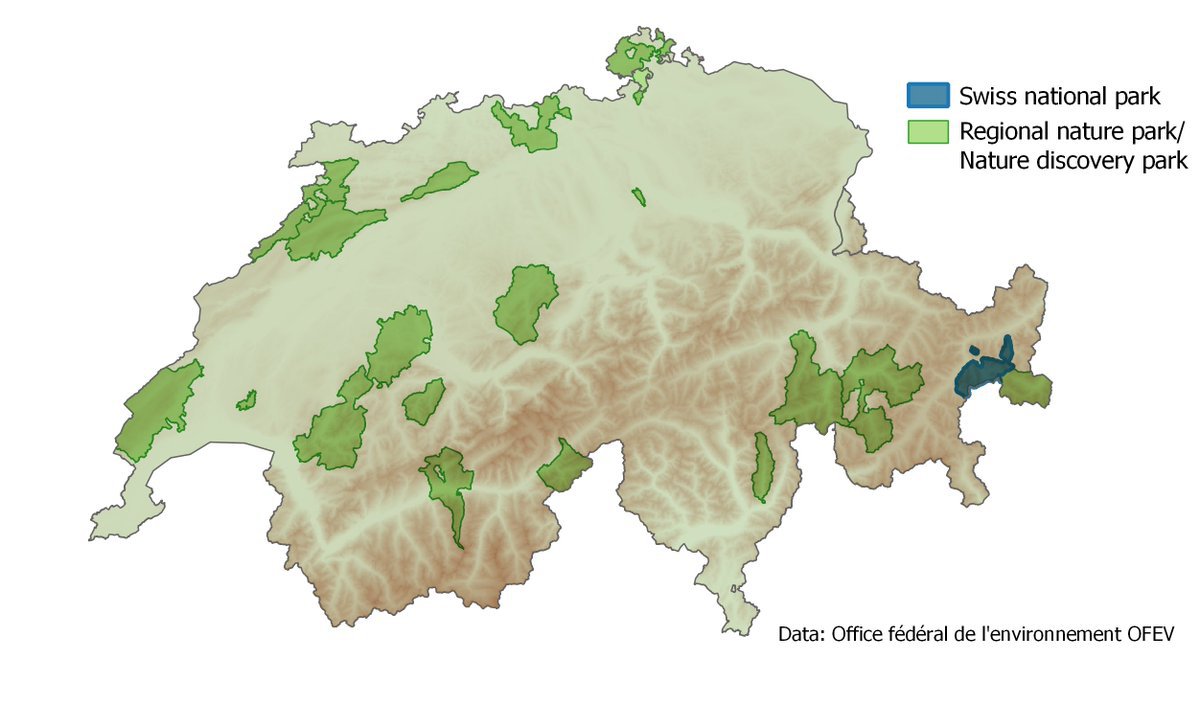 Swiss national park
Regional nature park/
Nature discovery park
Data: Office fédéral de l'environnement OFEV